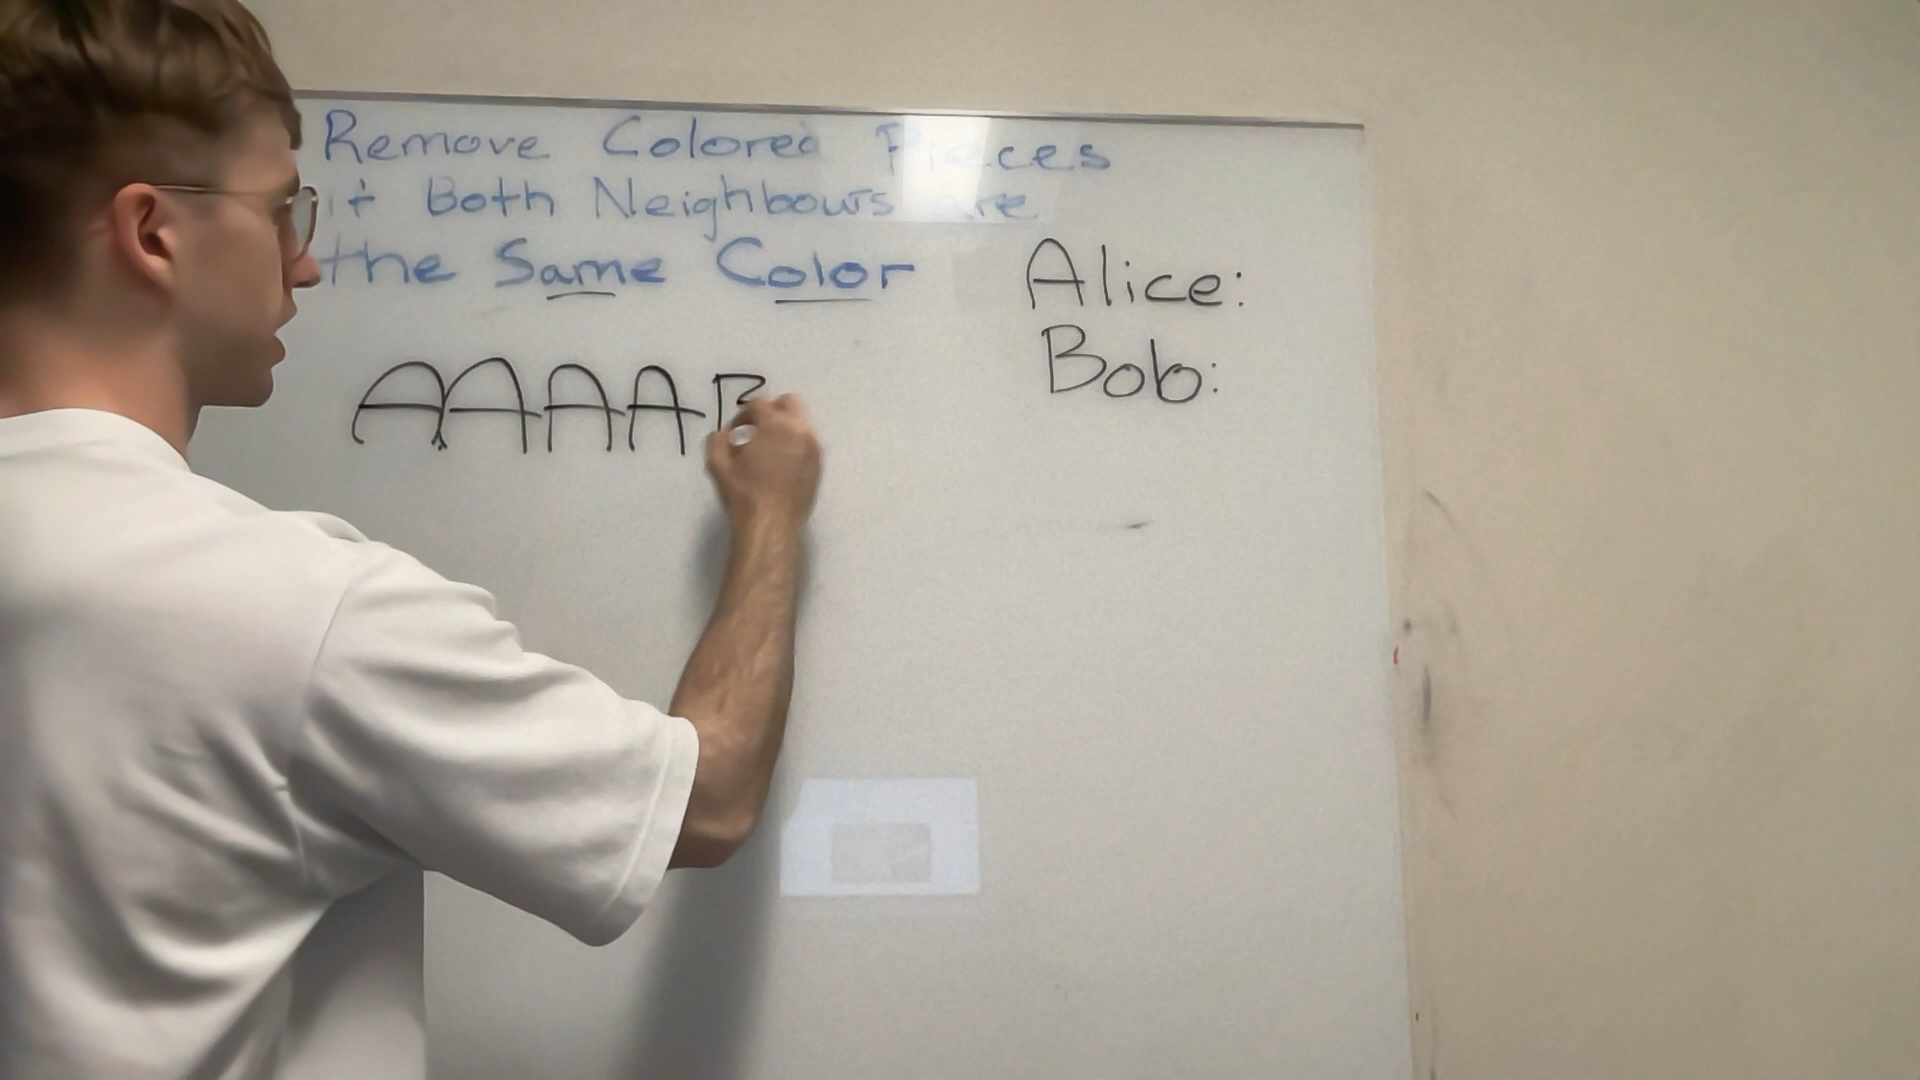 Remove Colored Pieces
if Both Neighbours are
the Same Color
Alice:
Bob:
AAAAB